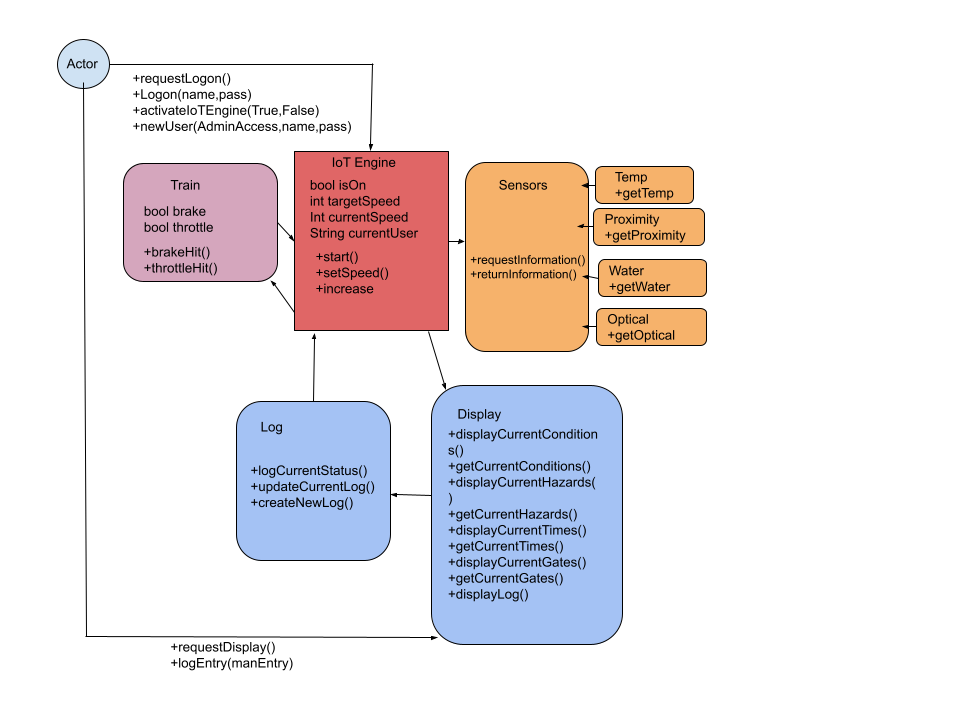 Actor
+requestLogon()
+Logon(name,pass)
+activateIoTEngine(True,False)
+newUser(AdminAccess,name,pass)
Train
bool brake
bool throttle
+brakeHit()
+throttleHit()
IoT Engine
bool isOn
int targetSpeed
Int currentSpeed
String currentUser
+start()
+setSpeed()
+increase
Sensors
+requestInformation()
+returnInformation()
Temp
+getTemp
Proximity
+getProximity
Water
+getWater
Optical
+getOptical
Log
+logCurrentStatus()
+updateCurrentLog()
+createNewLog()
Display
+displayCurrentCondition
s()
+getCurrentConditions()
+displayCurrentHazards(
)
+getCurrentHazards()
+displayCurrentTimes()
+getCurrentTimes()
+displayCurrentGates()
+getCurrentGates()
+displayLog()
+requestDisplay()
+logEntry(manEntry)